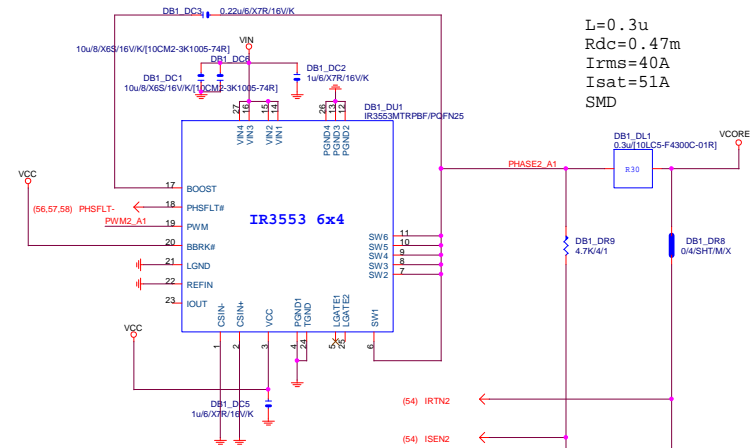 DB1_DC3 0.22u/6/X7R/16V/K
L=0.3u
Rdc=0.47m
Irms=40A
Isat=51A
SMD
VIN
10u/8/X6S/16V/K/[10CM2-3K1005-74R]
DB1_DC6
DB1_DC1
10u/8/X6S/16V/K/[10CM2-3K1005-74R]
DB1_DC2
1u/6/X7R/16V/K
DB1_DU1
IR3553MTRPBF/PQFN25
27 16 15 14 26 13 12
VIN4 VIN3 VIN2 VIN1 PGND4 PGND3 PGND2
DB1_DL1
0.3u/[10LC5-F4300C-01R]
VCORE
PHASE2_A1
R30
VCC
17 BOOST
(56,57,58) PHSFLT- 18 PHSFLT#
PWM2_A1 19 PWM
IR3553 6x4
20 BBRK#
21 LGND
22 REFIN
23 IOUT
SW6 11
SW5 10
SW4 9
SW3 8
SW2 7
DB1_DR9
4.7K/4/1
DB1_DR8
0/4/SHT/M/X
CSIN- CSIN+ VCC PGND1 TGND LGATE1 LGATE2 SW1
1 2 3 4 24 5 25 6
VCC
DB1_DC5
1u/6/X7R/16V/K
(54) IRTN2
(54) ISEN2